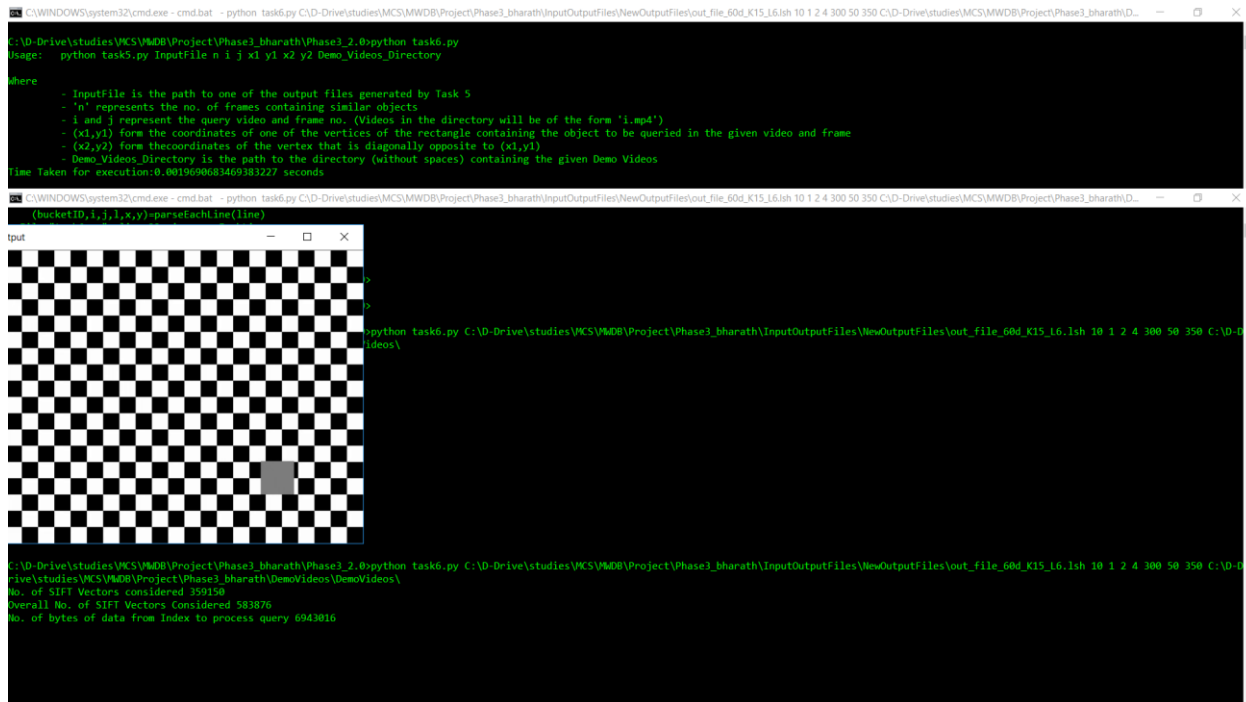 C:\WINDOWS\system32\cmd.exe - cmd.bat - python task6.py C:\D-Drive\studies\MCS\MWDB\Project\Phase3_bharath\InputOutputFiles\NewOutputFiles\out_file_60d_K15_L6.lsh 10 1 2 4 300 50 350 C:\D-Drive\studies\MCS\MWDB\Project\Phase3_bharath\D...
C:\D-Drive\studies\MCS\MWDB\Project\Phase3_bharath\Phase3_2.0>python task6.py
Usage: python task5.py InputFile n i j x1 y1 x2 y2 Demo_Videos_Directory
Where
- InputFile is the path to one of the output files generated by Task 5
- 'n' represents the no. of frames containing similar objects
- i and j represent the query video and frame no. (Videos in the directory will be of the form 'i.mp4')
- (x1,y1) form the coordinates of one of the vertices of the rectangle containing the object to be queried in the given video and frame
- (x2,y2) form thecoordinates of the vertex that is diagonally opposite to (x1,y1)
- Demo_Videos_Directory is the path to the directory (without spaces) containing the given Demo Videos
Time Taken for execution:0.0019690683469383227 seconds
C:\WINDOWS\system32\cmd.exe - cmd.bat - python task6.py C:\D-Drive\studies\MCS\MWDB\Project\Phase3_bharath\InputOutputFiles\NewOutputFiles\out_file_60d_K15_L6.lsh 10 1 2 4 300 50 350 C:\D-Drive\studies\MCS\MWDB\Project\Phase3_bharath\D...
(bucketID,i,j,l,x,y)=parseEachLine(line)
tput
>
>
>python task6.py C:\D-Drive\studies\MCS\MWDB\Project\Phase3_bharath\InputOutputFiles\NewOutputFiles\out_file_60d_K15_L6.lsh 10 1 2 4 300 50 350 C:\D-D
ideos\
C:\D-Drive\studies\MCS\MWDB\Project\Phase3_bharath\Phase3_2.0>python task6.py C:\D-Drive\studies\MCS\MWDB\Project\Phase3_bharath\InputOutputFiles\NewOutputFiles\out_file_60d_K15_L6.lsh 10 1 2 4 300 50 350 C:\D-D
rive\studies\MCS\MWDB\Project\Phase3_bharath\DemoVideos\DemoVideos\
No. of SIFT Vectors considered 359150
Overall No. of SIFT Vectors Considered 583876
No. of bytes of data from Index to process query 6943016